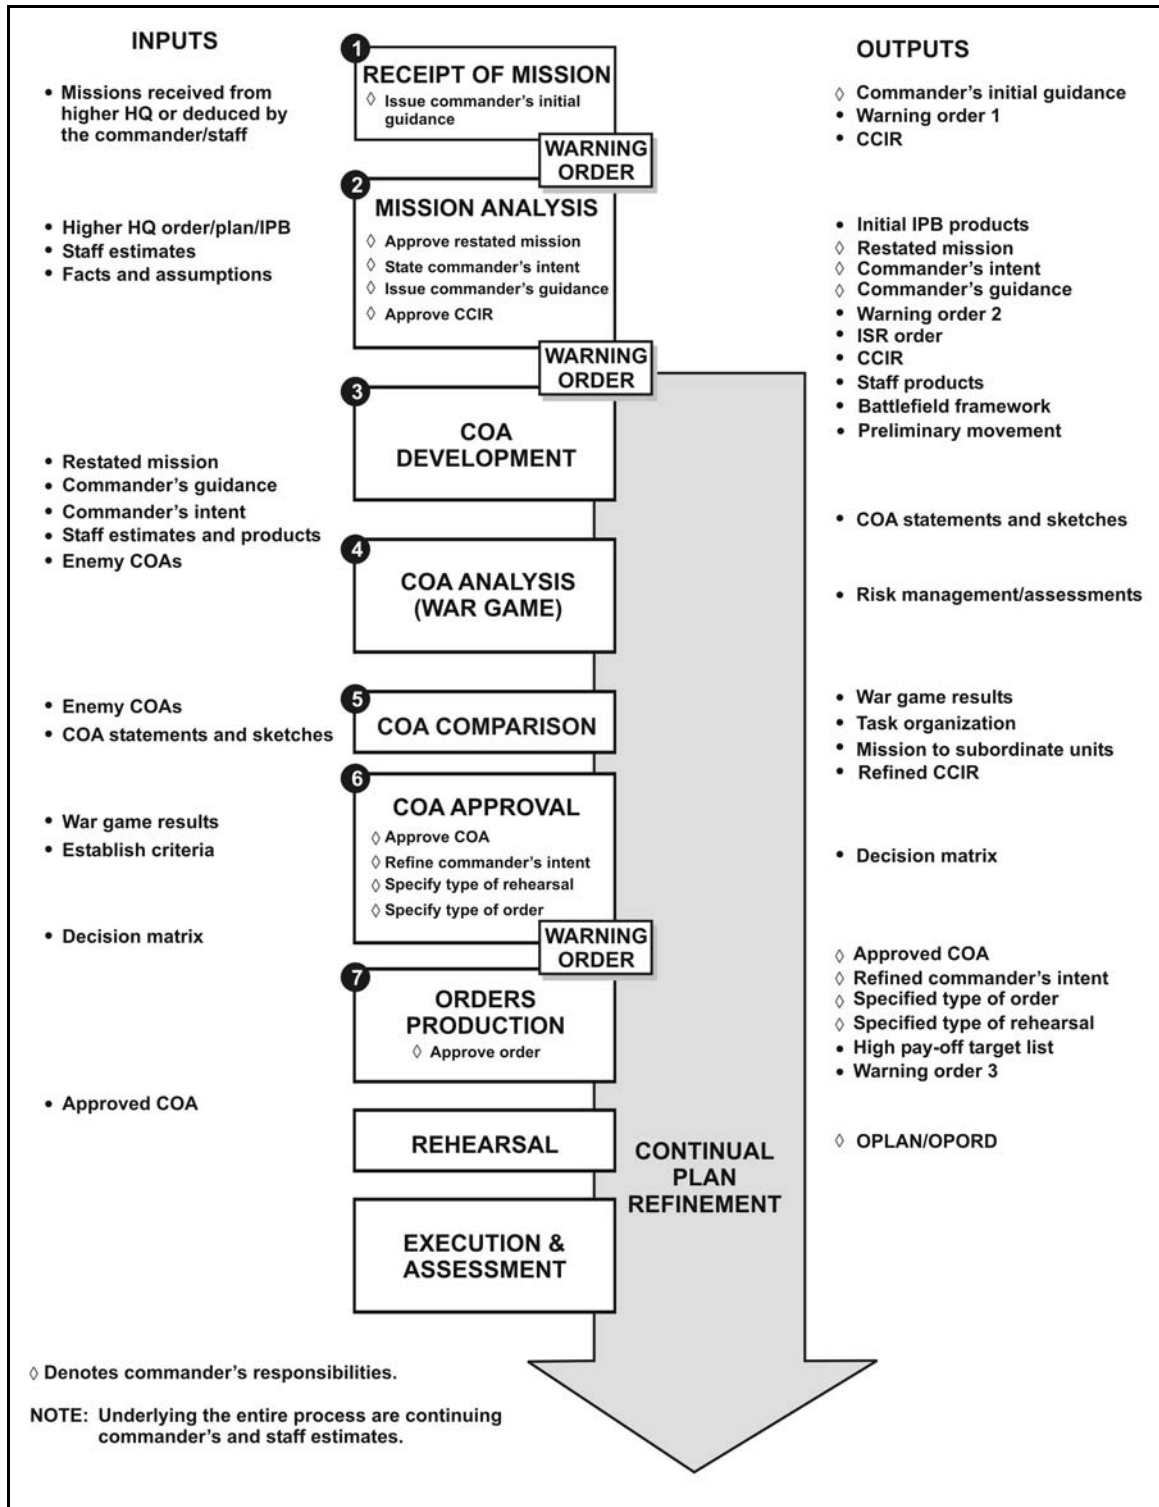 INPUTS
• Missions received from
higher HQ or deduced by
the commander/staff
• Higher HQ order/plan/IPB
• Staff estimates
• Facts and assumptions
• Restated mission
• Commander's guidance
• Commander's intent
• Staff estimates and products
• Enemy COAs
• Enemy COAs
• COA statements and sketches
• War game results
• Establish criteria
• Decision matrix
• Approved COA
1
RECEIPT OF MISSION
◊ Issue commander's initial
guidance
WARNING
ORDER
2
MISSION ANALYSIS
◊ Approve restated mission
◊ State commander's intent
◊ Issue commander's guidance
◊ Approve CCIR
WARNING
ORDER
3
COA
DEVELOPMENT
4
COA ANALYSIS
(WAR GAME)
5
COA COMPARISON
6
COA APPROVAL
◊ Approve COA
◊ Refine commander's intent
◊ Specify type of rehearsal
◊ Specify type of order
WARNING
ORDER
7
ORDERS
PRODUCTION
◊ Approve order
REHEARSAL
EXECUTION &
ASSESSMENT
CONTINUAL
PLAN
REFINEMENT
OUTPUTS
◊ Commander's initial guidance
• Warning order 1
• CCIR
• Initial IPB products
◊ Restated mission
◊ Commander's intent
◊ Commander's guidance
• Warning order 2
• ISR order
• CCIR
• Staff products
• Battlefield framework
• Preliminary movement
• COA statements and sketches
• Risk management/assessments
• War game results
• Task organization
• Mission to subordinate units
• Refined CCIR
• Decision matrix
◊ Approved COA
◊ Refined commander's intent
◊ Specified type of order
◊ Specified type of rehearsal
• High pay-off target list
• Warning order 3
◊ OPLAN/OPORD
◊ Denotes commander's responsibilities.
NOTE: Underlying the entire process are continuing
commander's and staff estimates.